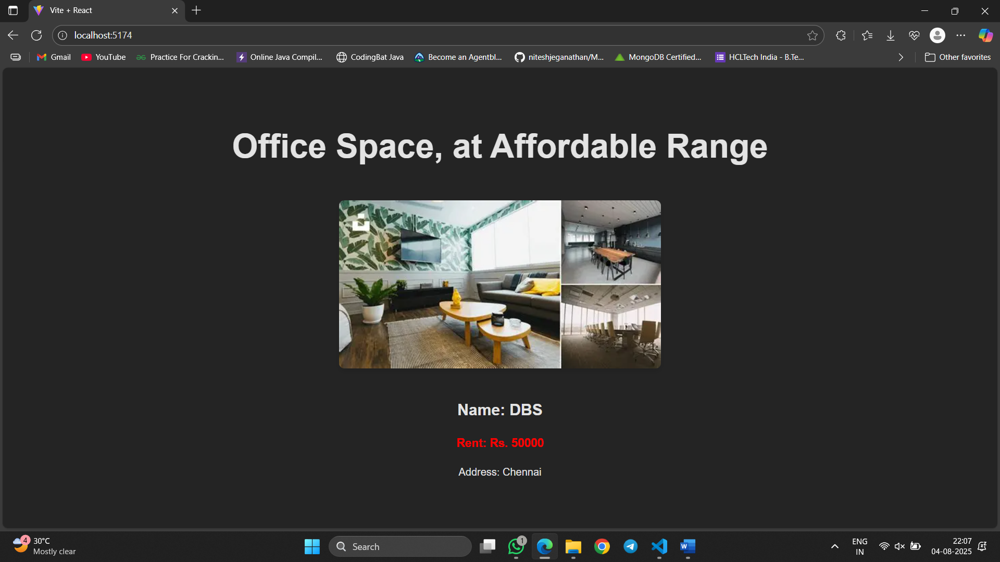 Vite + React
localhost:5174
Gmail
YouTube
Practice For Crackin...
Online Java Compil...
CodingBat Java
Become an Agentbl...
niteshjeganathan/M...
MongoDB Certified...
HCLTech India - B.Te...
Other favorites
Office Space, at Affordable Range
Name: DBS
Rent: Rs. 50000
Address: Chennai
4
30°C
Mostly clear
Search
1
W
ENG
IN
22:07
04-08-2025